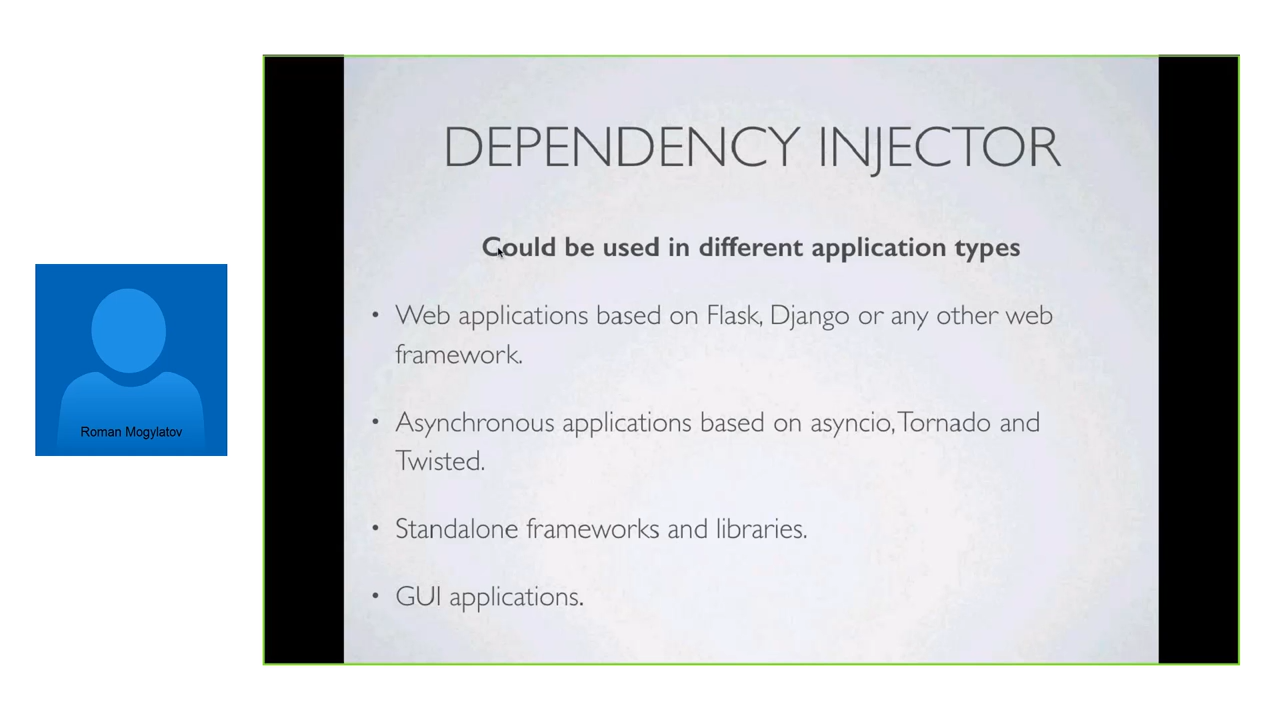 DEPENDENCY INJECTOR
Could be used in different application types
• Web applications based on Flask, Django or any other web
framework.
• Asynchronous applications based on asyncio, Tornado and
Twisted.
• Standalone frameworks and libraries.
• GUI applications.
Roman Mogylatov